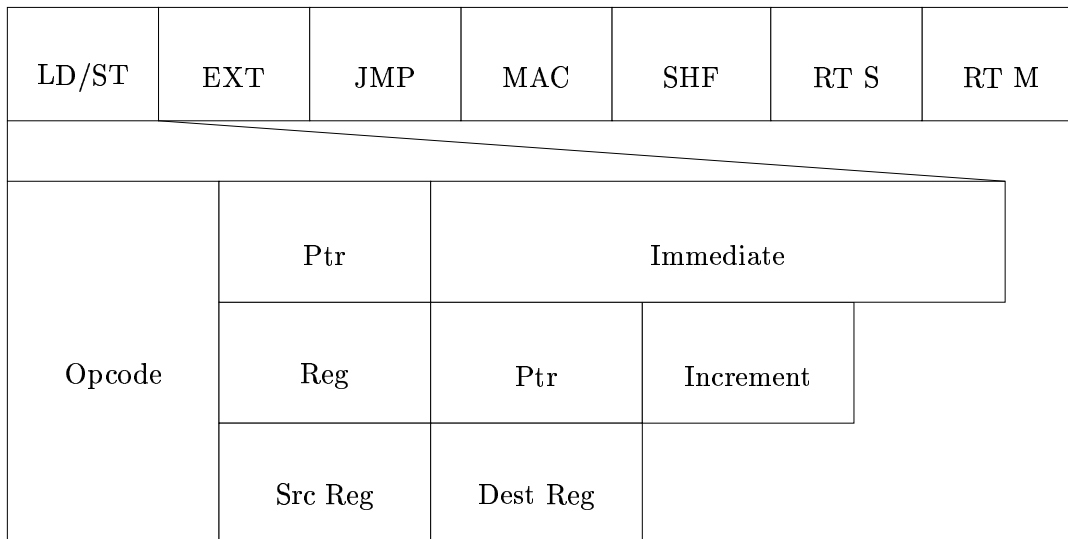 LD/ST EXT JMP MAC SHF RT S RT M
Ptr Immediate
Opcode Reg Ptr Increment
Src Reg Dest Reg